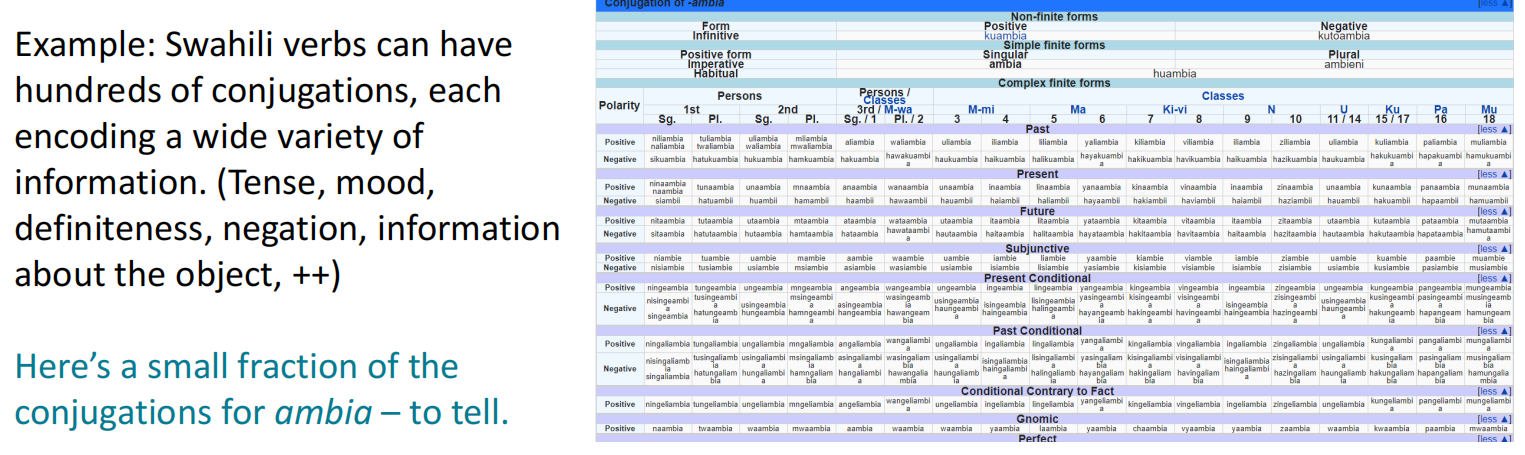 Example: Swahili verbs can have
hundreds of conjugations, each
encoding a wide variety of
information. (Tense, mood,
definiteness, negation, information
about the object, ++)
Here's a small fraction of the
conjugations for ambia – to tell.
Conjugation of -ambia [less ▲]
Non-finite forms
Form Positive Negative
Infinitive kuambia kutoambia
Simple finite forms
Positive form Singular Plural
Imperative ambia ambieni
Habitual huambia
Complex finite forms
Polarity Persons Persons / Classes Classes
1st 2nd 3rd / M-wa M-mi Ma Ki-vi N U Ku Pa Mu
Sg. Pl. Sg. Pl. Sg. / 1 Pl. / 2 3 4 5 6 7 8 9 10 11 / 14 15 / 17 16 18
Past [less ▲]
Positive niliambia naliambia tuliambia twaliambia uliambia waliambia mliambia mwaliambia aliambia waliambia uliambia iliambia liliambia yaliambia kiliambia viliambia iliambia ziliambia uliambia kuliambia paliambia muliambia
Negative sikuambia hatukuambia hukuambia hamkuambia hakuambia hawakuambia haukuambia haikuambia halikuambia hayakuambia hakikuambia havikuambia haikuambia hazikuambia haukuambia hakukuambia hapakuambia hamukuambia
Present [less ▲]
Positive ninaambia naambia tunaambia unaambia mnaambia anaambia wanaambia unaambia inaambia linaambia yanaambia kinaambia vinaambia inaambia zinaambia unaambia kunaambia panaambia munaambia
Negative siambii hatuambii huambii hamambii haambii hawaambii hauambii haiambii haliambii hayaambii hakiambii haviambii haiambii haziambii hauambii hakuambii hapaambii hamuambii
Future [less ▲]
Positive nitaambia tutaambia utaambia mtaambia ataambia wataambia utaambia itaambia litaambia yataambia kitaambia vitaambia itaambia zitaambia utaambia kutaambia pataambia mutaambia
Negative sitaambia hatutaambia hutaambia hamtaambia hataambia hawataambia hautaambia haitaambia halitaambia hayataambia hakitaambia havitaambia haitaambia hazitaambia hautaambia hakutaambia hapataambia hamutaambia
Subjunctive [less ▲]
Positive niambie tuambie uambie mambie aambie waambie uambie iambie liambie yaambie kiambie viambie iambie ziambie uambie kuambie paambie muambie
Negative nisiambie tusiambie usiambie msiambie asiambie wasiambie usiambie isiambie lisiambie yasiambie kisiambie visiambie isiambie zisiambie usiambie kusiambie pasiambie musiambie
Present Conditional [less ▲]
Positive ningeambia tungeambia ungeambia mngeambia angeambia wangeambia ungeambia ingeambia lingeambia yangeambia kingeambia vingeambia ingeambia zingeambia ungeambia kungeambia pangeambia mungeambia
Negative nisingeambia singeambia tusingeambia hatungeambia usingeambia hungeambia msingeambia hamngeambia asingeambia hangeambia wasingeambia hawangeambia usingeambia haungeambia isingeambia haingeambia lisingeambia halingeambia yasingeambia hayangeambia kisingeambia hakingeambia visingeambia havingeambia isingeambia haingeambia zisingeambia hazingeambia usingeambia haungeambia kusingeambia hakungeambia pasingeambia hapangeambia musingeambia hamungeambia
Past Conditional [less ▲]
Positive ningaliambia tungaliambia ungaliambia mngaliambia angaliambia wangaliambia ungaliambia ingaliambia lingaliambia yangaliambia kingaliambia vingaliambia ingaliambia zingaliambia ungaliambia kungaliambia pangaliambia mungaliambia
Negative nisingaliambia singaliambia tusingaliambia hatungaliambia usingaliambia hungaliambia msingaliambia hamngaliambia asingaliambia hangaliambia wasingaliambia hawangaliambia usingaliambia haungaliambia isingaliambia haingaliambia lisingaliambia halingaliambia yasingaliambia hayangaliambia kisingaliambia hakingaliambia visingaliambia havingaliambia isingaliambia haingaliambia zisingaliambia hazingaliambia usingaliambia haungaliambia kusingaliambia hakungaliambia pasingaliambia hapangaliambia musingaliambia hamungaliambia
Conditional Contrary to Fact [less ▲]
Positive ningeliambia tungeliambia ungeliambia mngeliambia angeliambia wangeliambia ungeliambia ingeliambia lingeliambia yangeliambia kingeliambia vingeliambia ingeliambia zingeliambia ungeliambia kungeliambia pangeliambia mungeliambia
Gnomic [less ▲]
Positive naambia twaambia waambia mwaambia aambia waambia waambia yaambia laambia yaambia chaambia vyaambia yaambia zaambia waambia kwaambia paambia mwaambia
Perfect [less ▲]